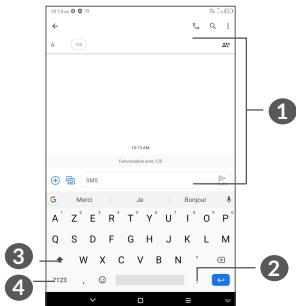 10:14 AM
À 123
10:13 AM
Conversation avec 123
SMS
SMS
G Merci Je Bonjour
A 1 Z 2 E 3 R 4 T 5 Y 6 U 7 I 8 O 9 P 0
Q S D F G H J K L M
W X C V B N '
?123 , .
1
2
3
4